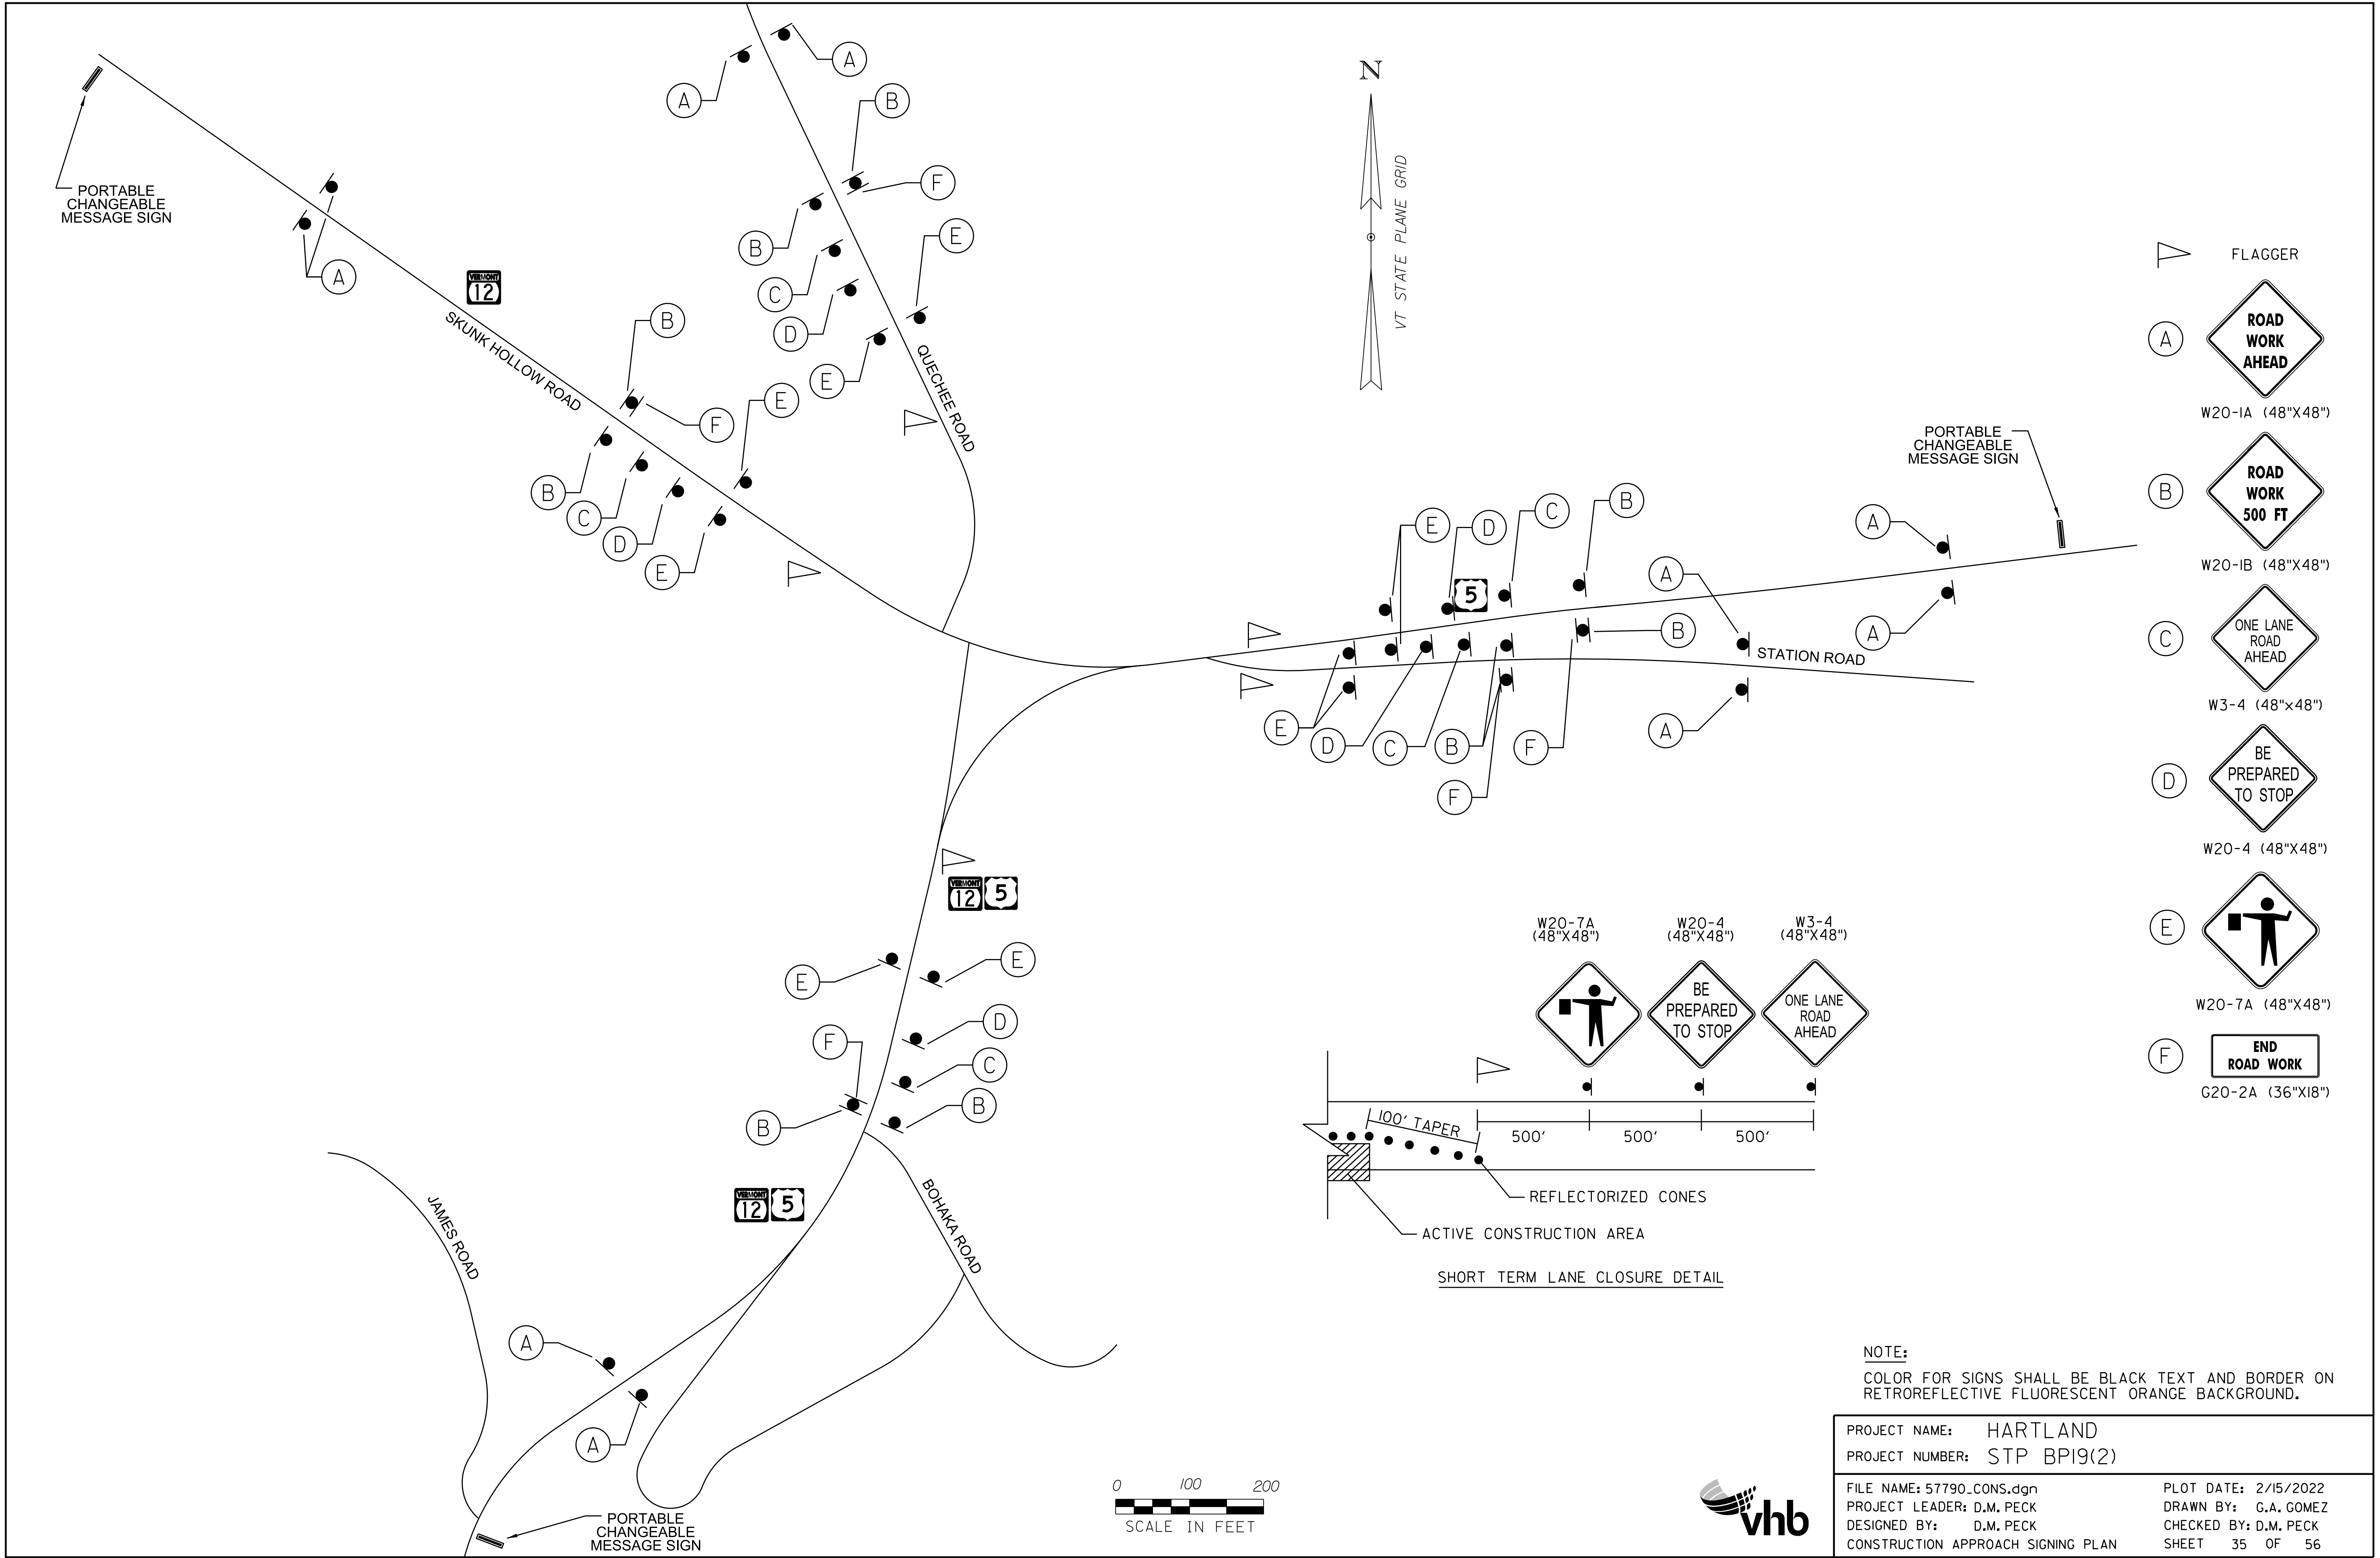 A
A
B
F
B
E
C
D
E
PORTABLE
CHANGEABLE
MESSAGE SIGN
A
VERMONT
12
SKUNK HOLLOW ROAD
QUECHEE ROAD
B
F
E
B
C
D
E
N
VT STATE PLANE GRID
PORTABLE
CHANGEABLE
MESSAGE SIGN
E
D
C
B
A
A
5
A
B
A
STATION ROAD
E
D
C
B
F
A
F
VERMONT
12
5
E
E
D
F
C
B
B
VERMONT
12
5
JAMES ROAD
BOHAKA ROAD
A
A
PORTABLE
CHANGEABLE
MESSAGE SIGN
0 100 200
SCALE IN FEET
FLAGGER
A
ROAD
WORK
AHEAD
W20-1A (48"X48")
B
ROAD
WORK
500 FT
W20-1B (48"X48")
C
ONE LANE
ROAD
AHEAD
W3-4 (48"x48")
D
BE
PREPARED
TO STOP
W20-4 (48"X48")
E
W20-7A (48"X48")
F
END
ROAD WORK
G20-2A (36"X18")
W20-7A
(48"X48")
W20-4
(48"X48")
W3-4
(48"X48")
BE
PREPARED
TO STOP
ONE LANE
ROAD
AHEAD
100' TAPER
500' 500' 500'
REFLECTORIZED CONES
ACTIVE CONSTRUCTION AREA
SHORT TERM LANE CLOSURE DETAIL
NOTE:
COLOR FOR SIGNS SHALL BE BLACK TEXT AND BORDER ON
RETROREFLECTIVE FLUORESCENT ORANGE BACKGROUND.
vhb
PROJECT NAME: HARTLAND
PROJECT NUMBER: STP BP19(2)
FILE NAME: 57790_CONS.dgn PLOT DATE: 2/15/2022
PROJECT LEADER: D.M. PECK DRAWN BY: G.A. GOMEZ
DESIGNED BY: D.M. PECK CHECKED BY: D.M. PECK
CONSTRUCTION APPROACH SIGNING PLAN SHEET 35 OF 56